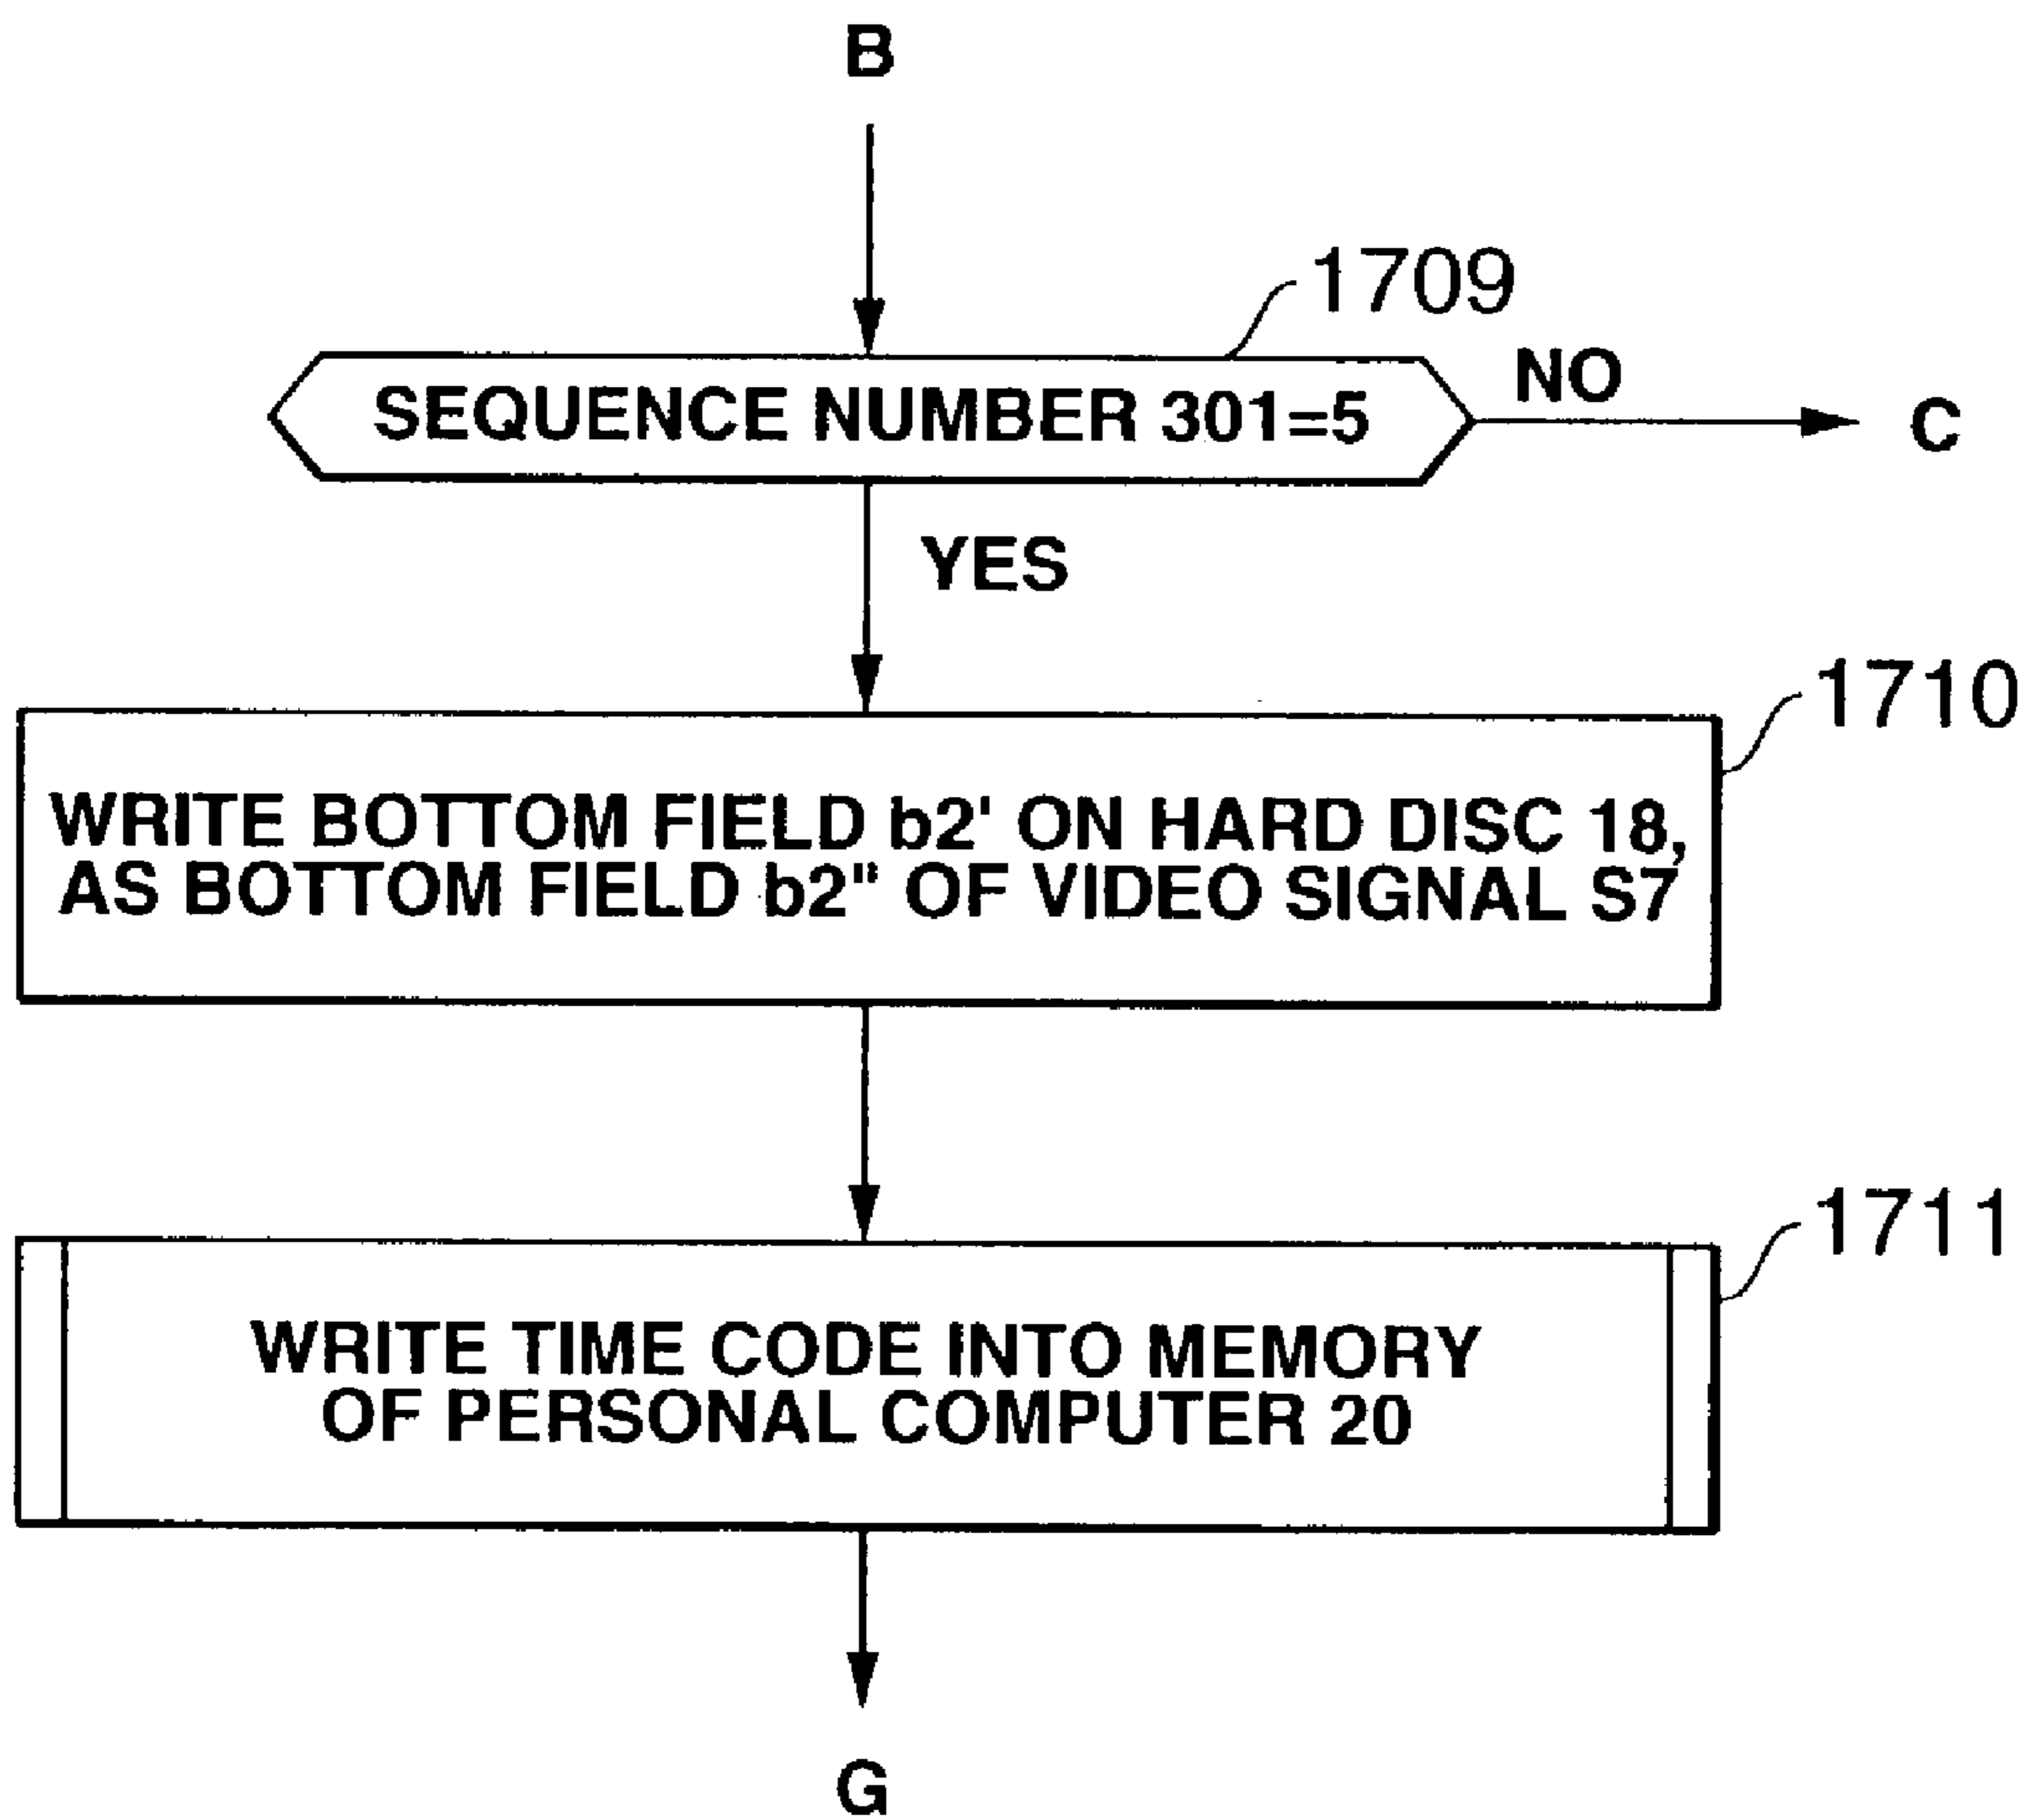 B
1709
SEQUENCE NUMBER 301=5
NO
C
YES
1710
WRITE BOTTOM FIELD b2' ON HARD DISC 18,
AS BOTTOM FIELD b2" OF VIDEO SIGNAL S7
1711
WRITE TIME CODE INTO MEMORY
OF PERSONAL COMPUTER 20
G